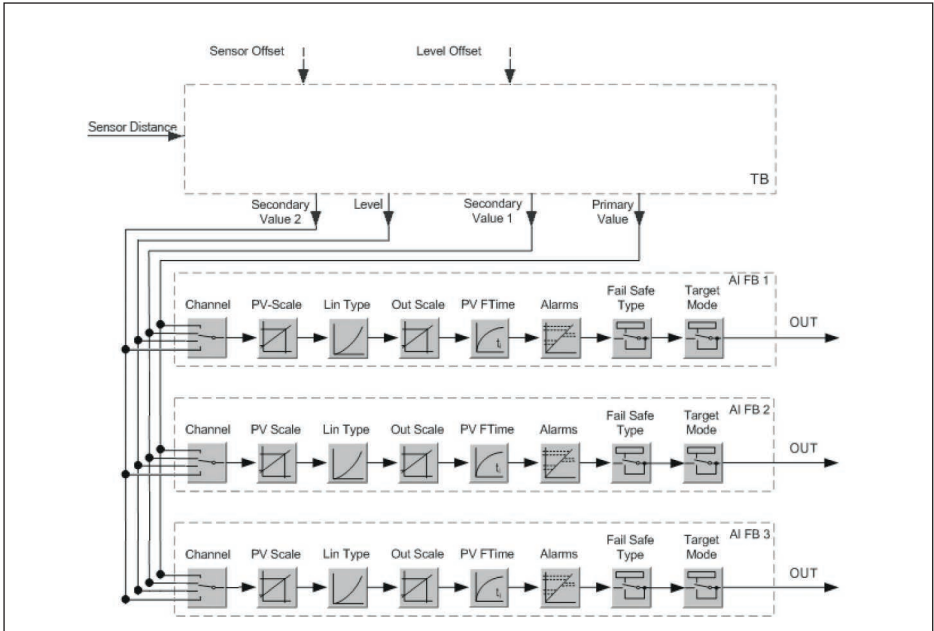 Sensor Offset
Level Offset
Sensor Distance
TB
Secondary
Value 2
Level
Secondary
Value 1
Primary
Value
AI FB 1
Channel
PV-Scale
Lin Type
Out Scale
PV FTime
Alarms
Fail Safe
Type
Target
Mode
OUT
t
AI FB 2
Channel
PV Scale
Lin Type
Out Scale
PV FTime
Alarms
Fail Safe
Type
Target
Mode
OUT
t
AI FB 3
Channel
PV Scale
Lin Type
Out Scale
PV FTime
Alarms
Fail Safe
Type
Target
Mode
OUT
t